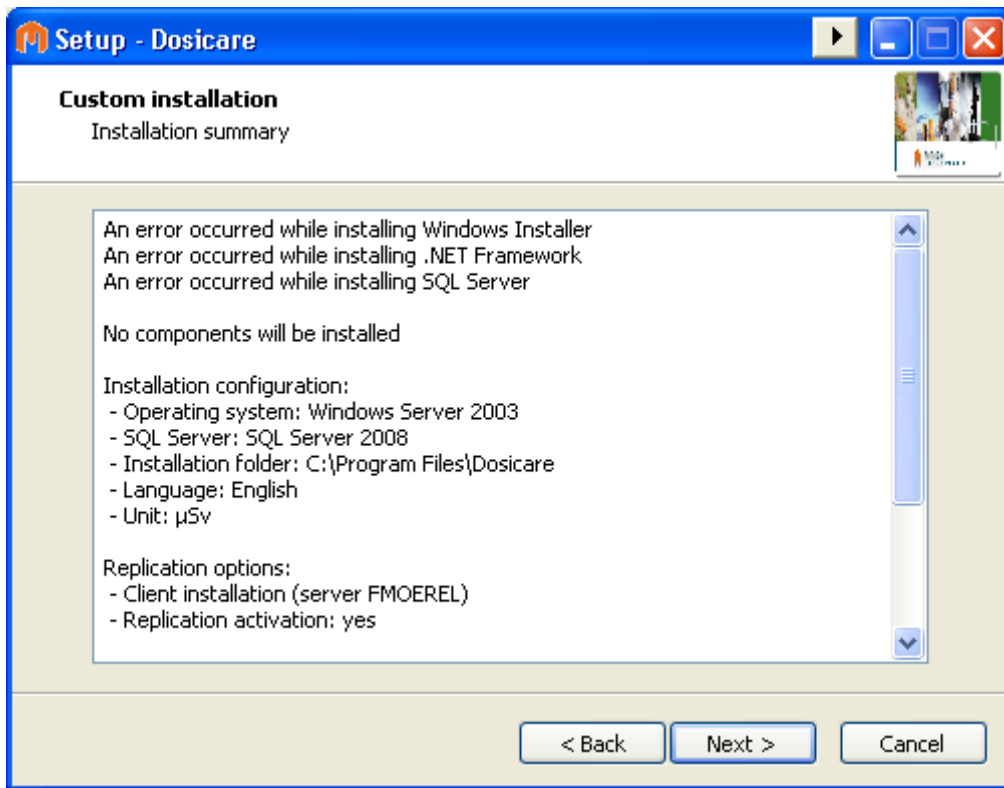 Setup - Dosicare
Custom installation
Installation summary
An error occurred while installing Windows Installer
An error occurred while installing .NET Framework
An error occurred while installing SQL Server
No components will be installed
Installation configuration:
- Operating system: Windows Server 2003
- SQL Server: SQL Server 2008
- Installation folder: C:\Program Files\Dosicare
- Language: English
- Unit: µSv
Replication options:
- Client installation (server FMOEREL)
- Replication activation: yes
< Back
Next >
Cancel